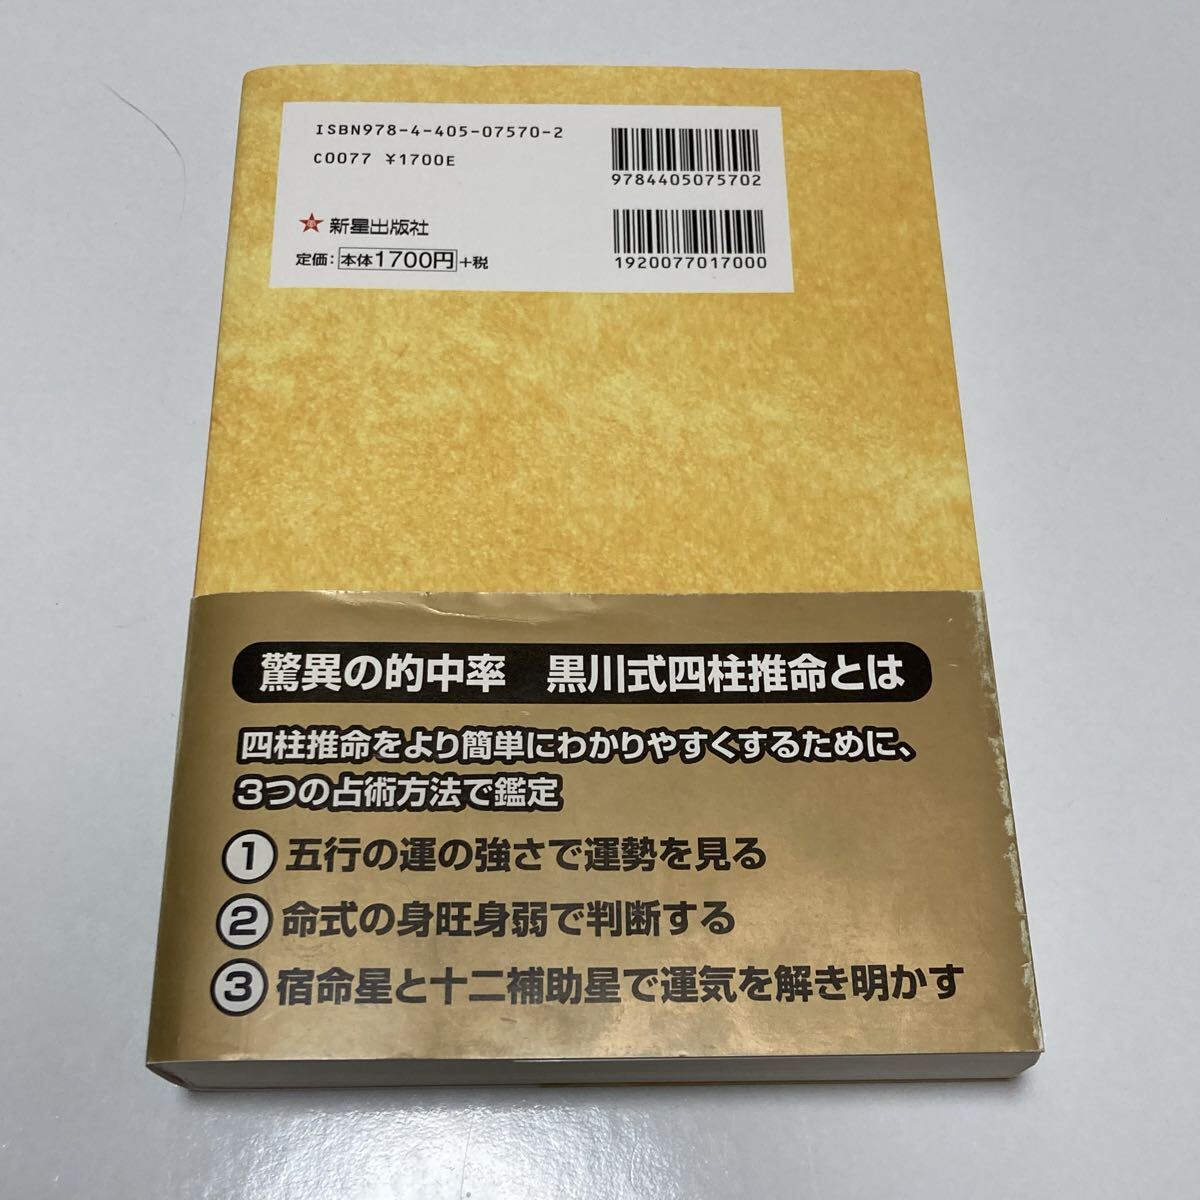 ISBN978-4-405-07570-2
C0077 ¥1700E
新星出版社
定価：本体1700円+税
9784405075702
1920077017000
驚異の的中率　黒川式四柱推命とは
四柱推命をより簡単にわかりやすくするために、
3つの占術方法で鑑定
① 五行の運の強さで運勢を見る
② 命式の身旺身弱で判断する
③ 宿命星と十二補助星で運気を解き明かす